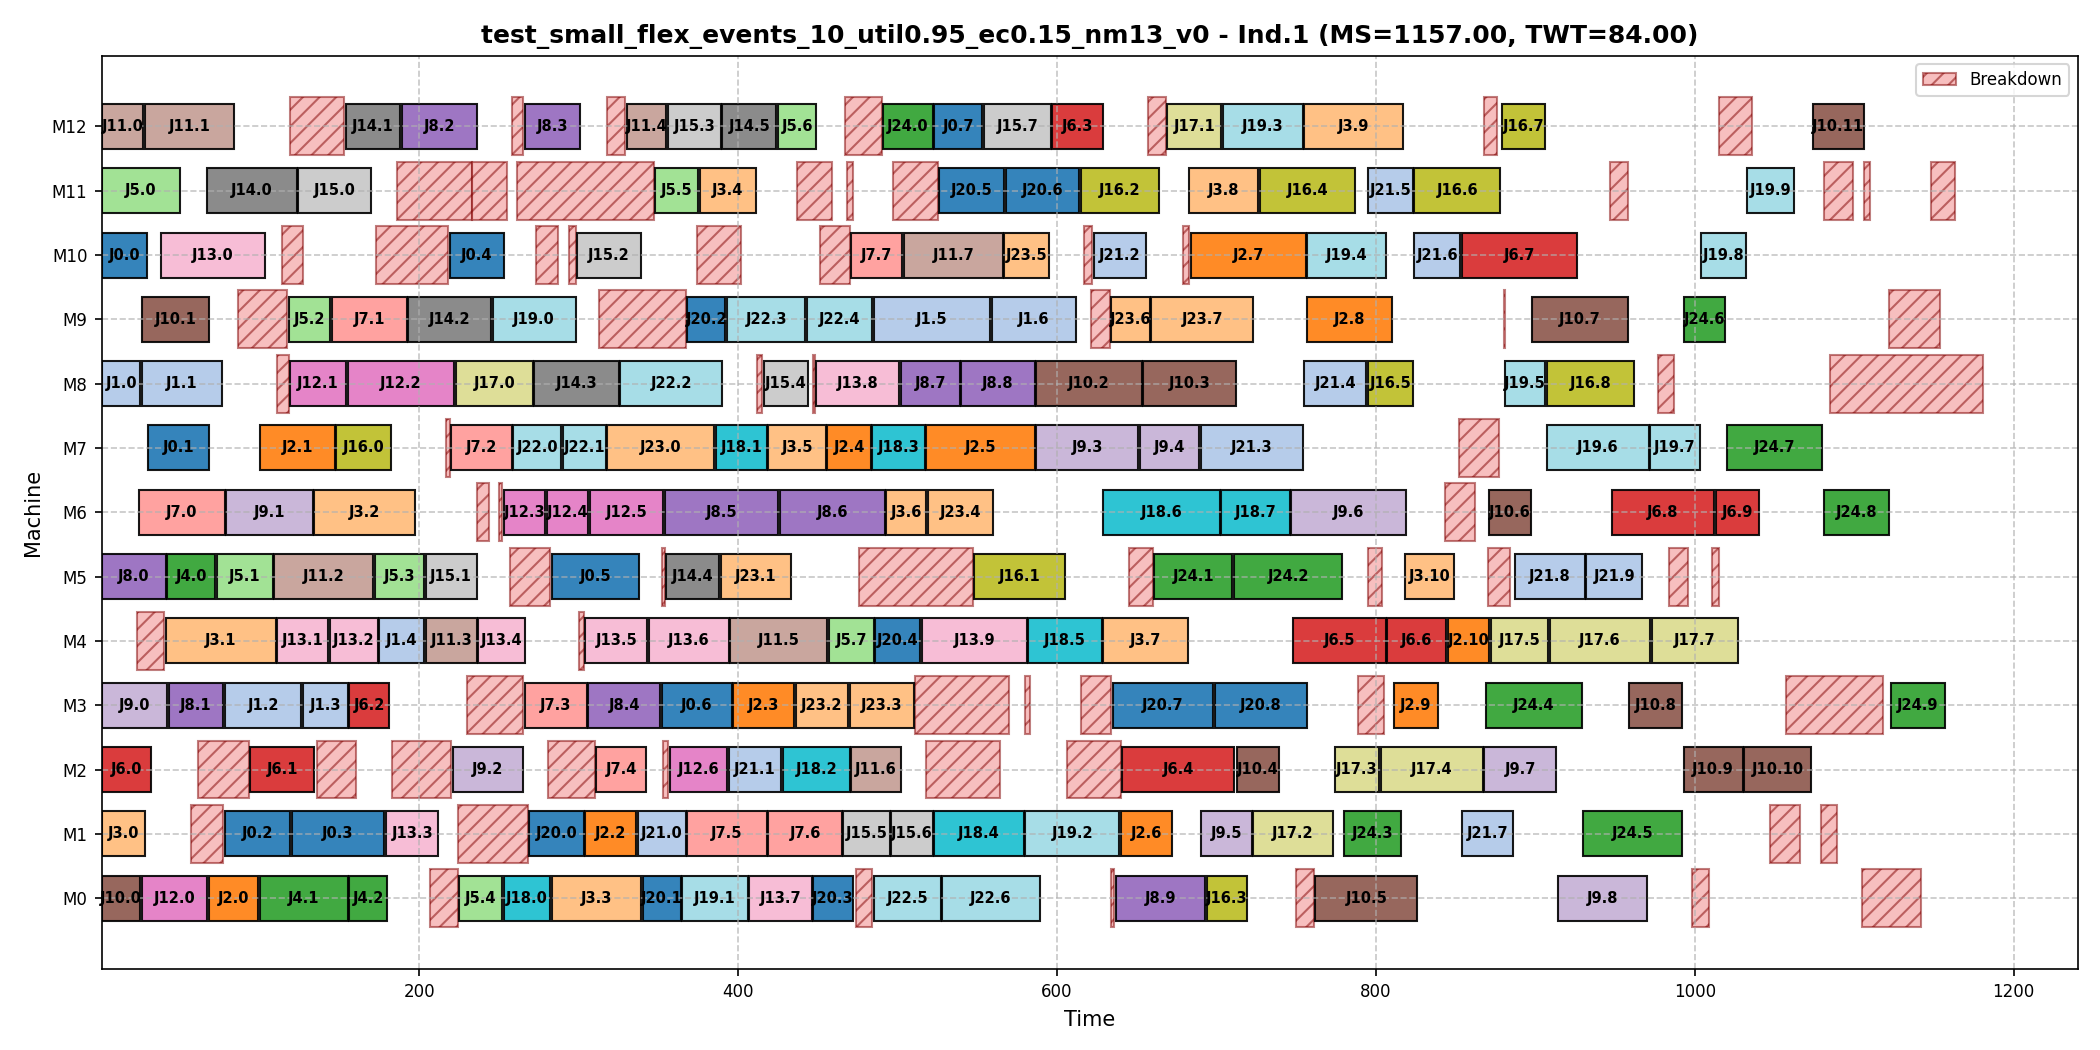 test_small_flex_events_10_util0.95_ec0.15_nm13_v0 - Ind.1 (MS=1157.00, TWT=84.00)
Breakdown
M12 J11.0 J11.1 J14.1 J8.2 J8.3 J11.4 J15.3 J14.5 J5.6 J24.0 J0.7 J15.7 J6.3 J17.1 J19.3 J3.9 J16.7 J10.11
M11 J5.0 J14.0 J15.0 J5.5 J3.4 J20.5 J20.6 J16.2 J3.8 J16.4 J21.5 J16.6 J19.9
M10 J0.0 J13.0 J0.4 J15.2 J7.7 J11.7 J23.5 J21.2 J2.7 J19.4 J21.6 J6.7 J19.8
M9 J10.1 J5.2 J7.1 J14.2 J19.0 J20.2 J22.3 J22.4 J1.5 J1.6 J23.6 J23.7 J2.8 J10.7 J24.6
M8 J1.0 J1.1 J12.1 J12.2 J17.0 J14.3 J22.2 J15.4 J13.8 J8.7 J8.8 J10.2 J10.3 J21.4 J16.5 J19.5 J16.8
M7 J0.1 J2.1 J16.0 J7.2 J22.0 J22.1 J23.0 J18.1 J3.5 J2.4 J18.3 J2.5 J9.3 J9.4 J21.3 J19.6 J19.7 J24.7
M6 J7.0 J9.1 J3.2 J12.3 J12.4 J12.5 J8.5 J8.6 J3.6 J23.4 J18.6 J18.7 J9.6 J10.6 J6.8 J6.9 J24.8
M5 J8.0 J4.0 J5.1 J11.2 J5.3 J15.1 J0.5 J14.4 J23.1 J16.1 J24.1 J24.2 J3.10 J21.8 J21.9
M4 J3.1 J13.1 J13.2 J1.4 J11.3 J13.4 J13.5 J13.6 J11.5 J5.7 J20.4 J13.9 J18.5 J3.7 J6.5 J6.6 J2.10 J17.5 J17.6 J17.7
M3 J9.0 J8.1 J1.2 J1.3 J6.2 J7.3 J8.4 J0.6 J2.3 J23.2 J23.3 J20.7 J20.8 J2.9 J24.4 J10.8 J24.9
M2 J6.0 J6.1 J9.2 J7.4 J12.6 J21.1 J18.2 J11.6 J6.4 J10.4 J17.3 J17.4 J9.7 J10.9 J10.10
M1 J3.0 J0.2 J0.3 J13.3 J20.0 J2.2 J21.0 J7.5 J7.6 J15.5 J15.6 J18.4 J19.2 J2.6 J9.5 J17.2 J24.3 J21.7 J24.5
M0 J10.0 J12.0 J2.0 J4.1 J4.2 J5.4 J18.0 J3.3 J20.1 J19.1 J13.7 J20.3 J22.5 J22.6 J8.9 J16.3 J10.5 J9.8
200 400 600 800 1000 1200
Time
Machine